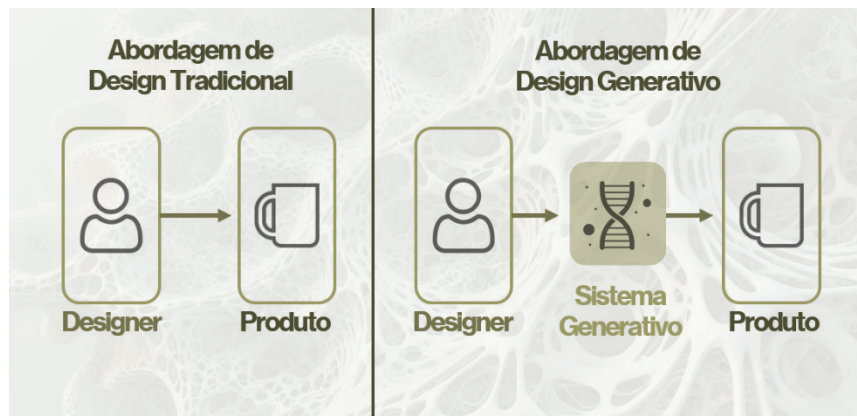 Abordagem de
Design Tradicional
Designer
Produto
Abordagem de
Design Generativo
Designer
Sistema
Generativo
Produto